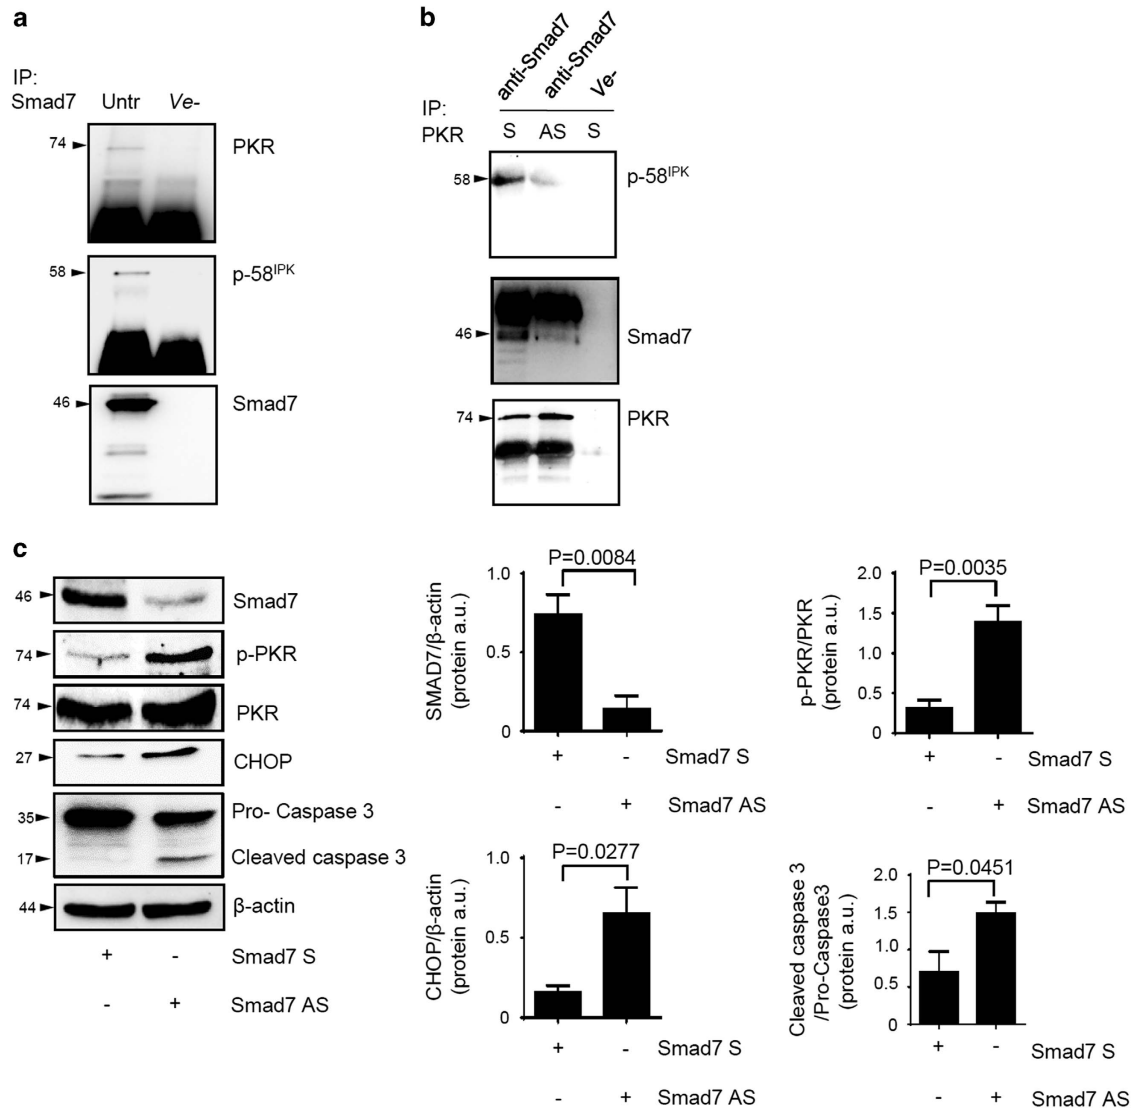 a
IP:
Smad7 Untr Ve-
74 PKR
58 p-58IPK
46 Smad7
b
anti-Smad7 anti-Smad7 Ve-
IP:
PKR S AS S
58 p-58IPK
46 Smad7
74 PKR
c
46 Smad7
74 p-PKR
74 PKR
27 CHOP
35 Pro- Caspase 3
17 Cleaved caspase 3
44 β-actin
+ - Smad7 S
- + Smad7 AS
P=0.0084
SMAD7/β-actin
(protein a.u.)
1.0
0.5
0
+ - Smad7 S
- + Smad7 AS
P=0.0035
p-PKR/PKR
(protein a.u.)
2.0
1.5
1.0
0.5
0
+ - Smad7 S
- + Smad7 AS
P=0.0277
CHOP/β-actin
(protein a.u.)
1.0
0.5
0
+ - Smad7 S
- + Smad7 AS
P=0.0451
Cleaved caspase 3
/Pro-Caspase3
(protein a.u.)
2.0
1.5
1.0
0.5
0
+ - Smad7 S
- + Smad7 AS